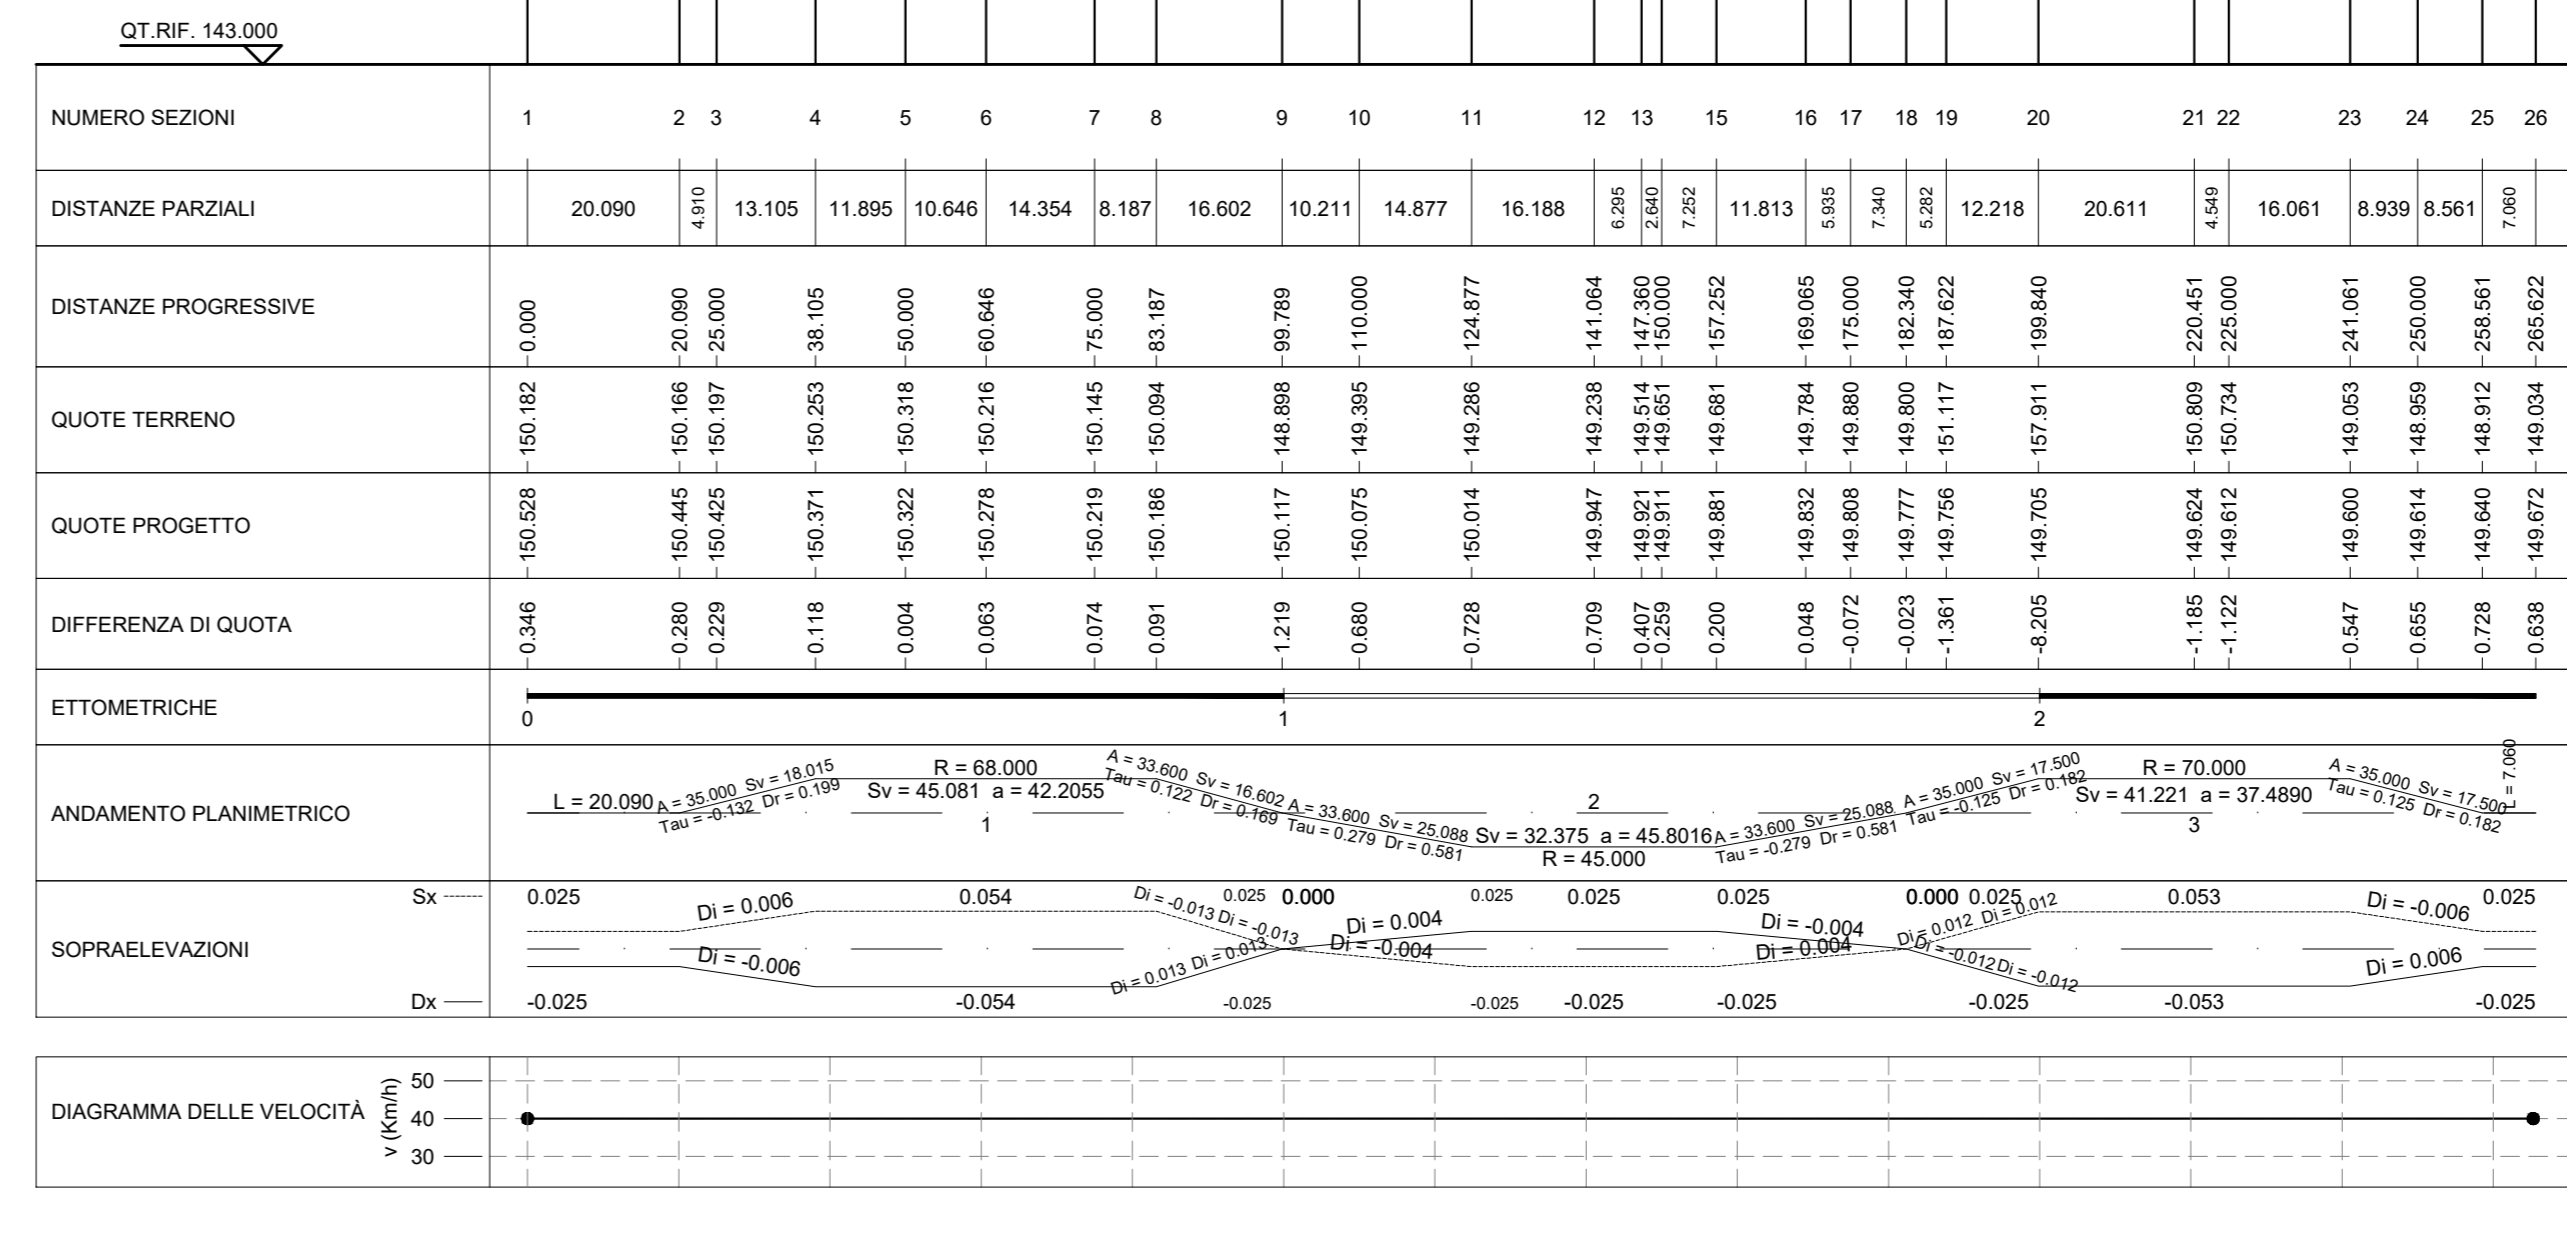 QT.RIF. 143.000
NUMERO SEZIONI 1 2 3 4 5 6 7 8 9 10 11 12 13 15 16 17 18 19 20 21 22 23 24 25 26
DISTANZE PARZIALI 20.090 4.910 13.105 11.895 10.646 14.354 8.187 16.602 10.211 14.877 16.188 6.295 2.640 7.252 11.813 5.935 7.340 5.282 12.218 20.611 4.549 16.061 8.939 8.561 7.060
DISTANZE PROGRESSIVE 0.000 20.090 25.000 38.105 50.000 60.646 75.000 83.187 99.789 110.000 124.877 141.064 147.360 150.000 157.252 169.065 175.000 182.340 187.622 199.840 220.451 225.000 241.061 250.000 258.561 265.622
QUOTE TERRENO 150.182 150.166 150.197 150.253 150.318 150.216 150.145 150.094 148.898 149.395 149.286 149.238 149.514 149.651 149.681 149.784 149.880 149.800 151.117 157.911 150.809 150.734 149.053 148.959 148.912 149.034
QUOTE PROGETTO 150.528 150.445 150.425 150.371 150.322 150.278 150.219 150.186 150.117 150.075 150.014 149.947 149.921 149.911 149.881 149.832 149.808 149.777 149.756 149.705 149.624 149.612 149.600 149.614 149.640 149.672
DIFFERENZA DI QUOTA 0.346 0.280 0.229 0.118 0.004 0.063 0.074 0.091 1.219 0.680 0.728 0.709 0.407 0.259 0.200 0.048 -0.072 -0.023 -1.361 -8.205 -1.185 -1.122 0.547 0.655 0.728 0.638
ETTOMETRICHE
0 1 2
ANDAMENTO PLANIMETRICO
L = 20.090
A = 35.000 Sv = 18.015
Tau = -0.132 Dr = 0.199
R = 68.000
Sv = 45.081 a = 42.2055
1
A = 33.600 Sv = 16.602
Tau = 0.122 Dr = 0.169
A = 33.600 Sv = 25.088
Tau = 0.279 Dr = 0.581
2
Sv = 32.375 a = 45.8016
R = 45.000
A = 33.600 Sv = 25.088
Tau = -0.279 Dr = 0.581
A = 35.000 Sv = 17.500
Tau = -0.125 Dr = 0.182
R = 70.000
Sv = 41.221 a = 37.4890
3
A = 35.000 Sv = 17.500
Tau = 0.125 Dr = 0.182
L = 7.060
SOPRAELEVAZIONI
Sx 0.025 0.054 0.025 0.000 0.025 0.025 0.025 0.000 0.025 0.053 0.025
Di = 0.006 Di = -0.013 Di = -0.013 Di = 0.004 Di = -0.004 Di = 0.012 Di = 0.012 Di = -0.006
Di = -0.006 Di = 0.013 Di = 0.013 Di = -0.004 Di = 0.004 Di = -0.012 Di = -0.012 Di = 0.006
Dx -0.025 -0.054 -0.025 -0.025 -0.025 -0.025 -0.025 -0.053 -0.025
DIAGRAMMA DELLE VELOCITÀ
v (Km/h)
50
40
30